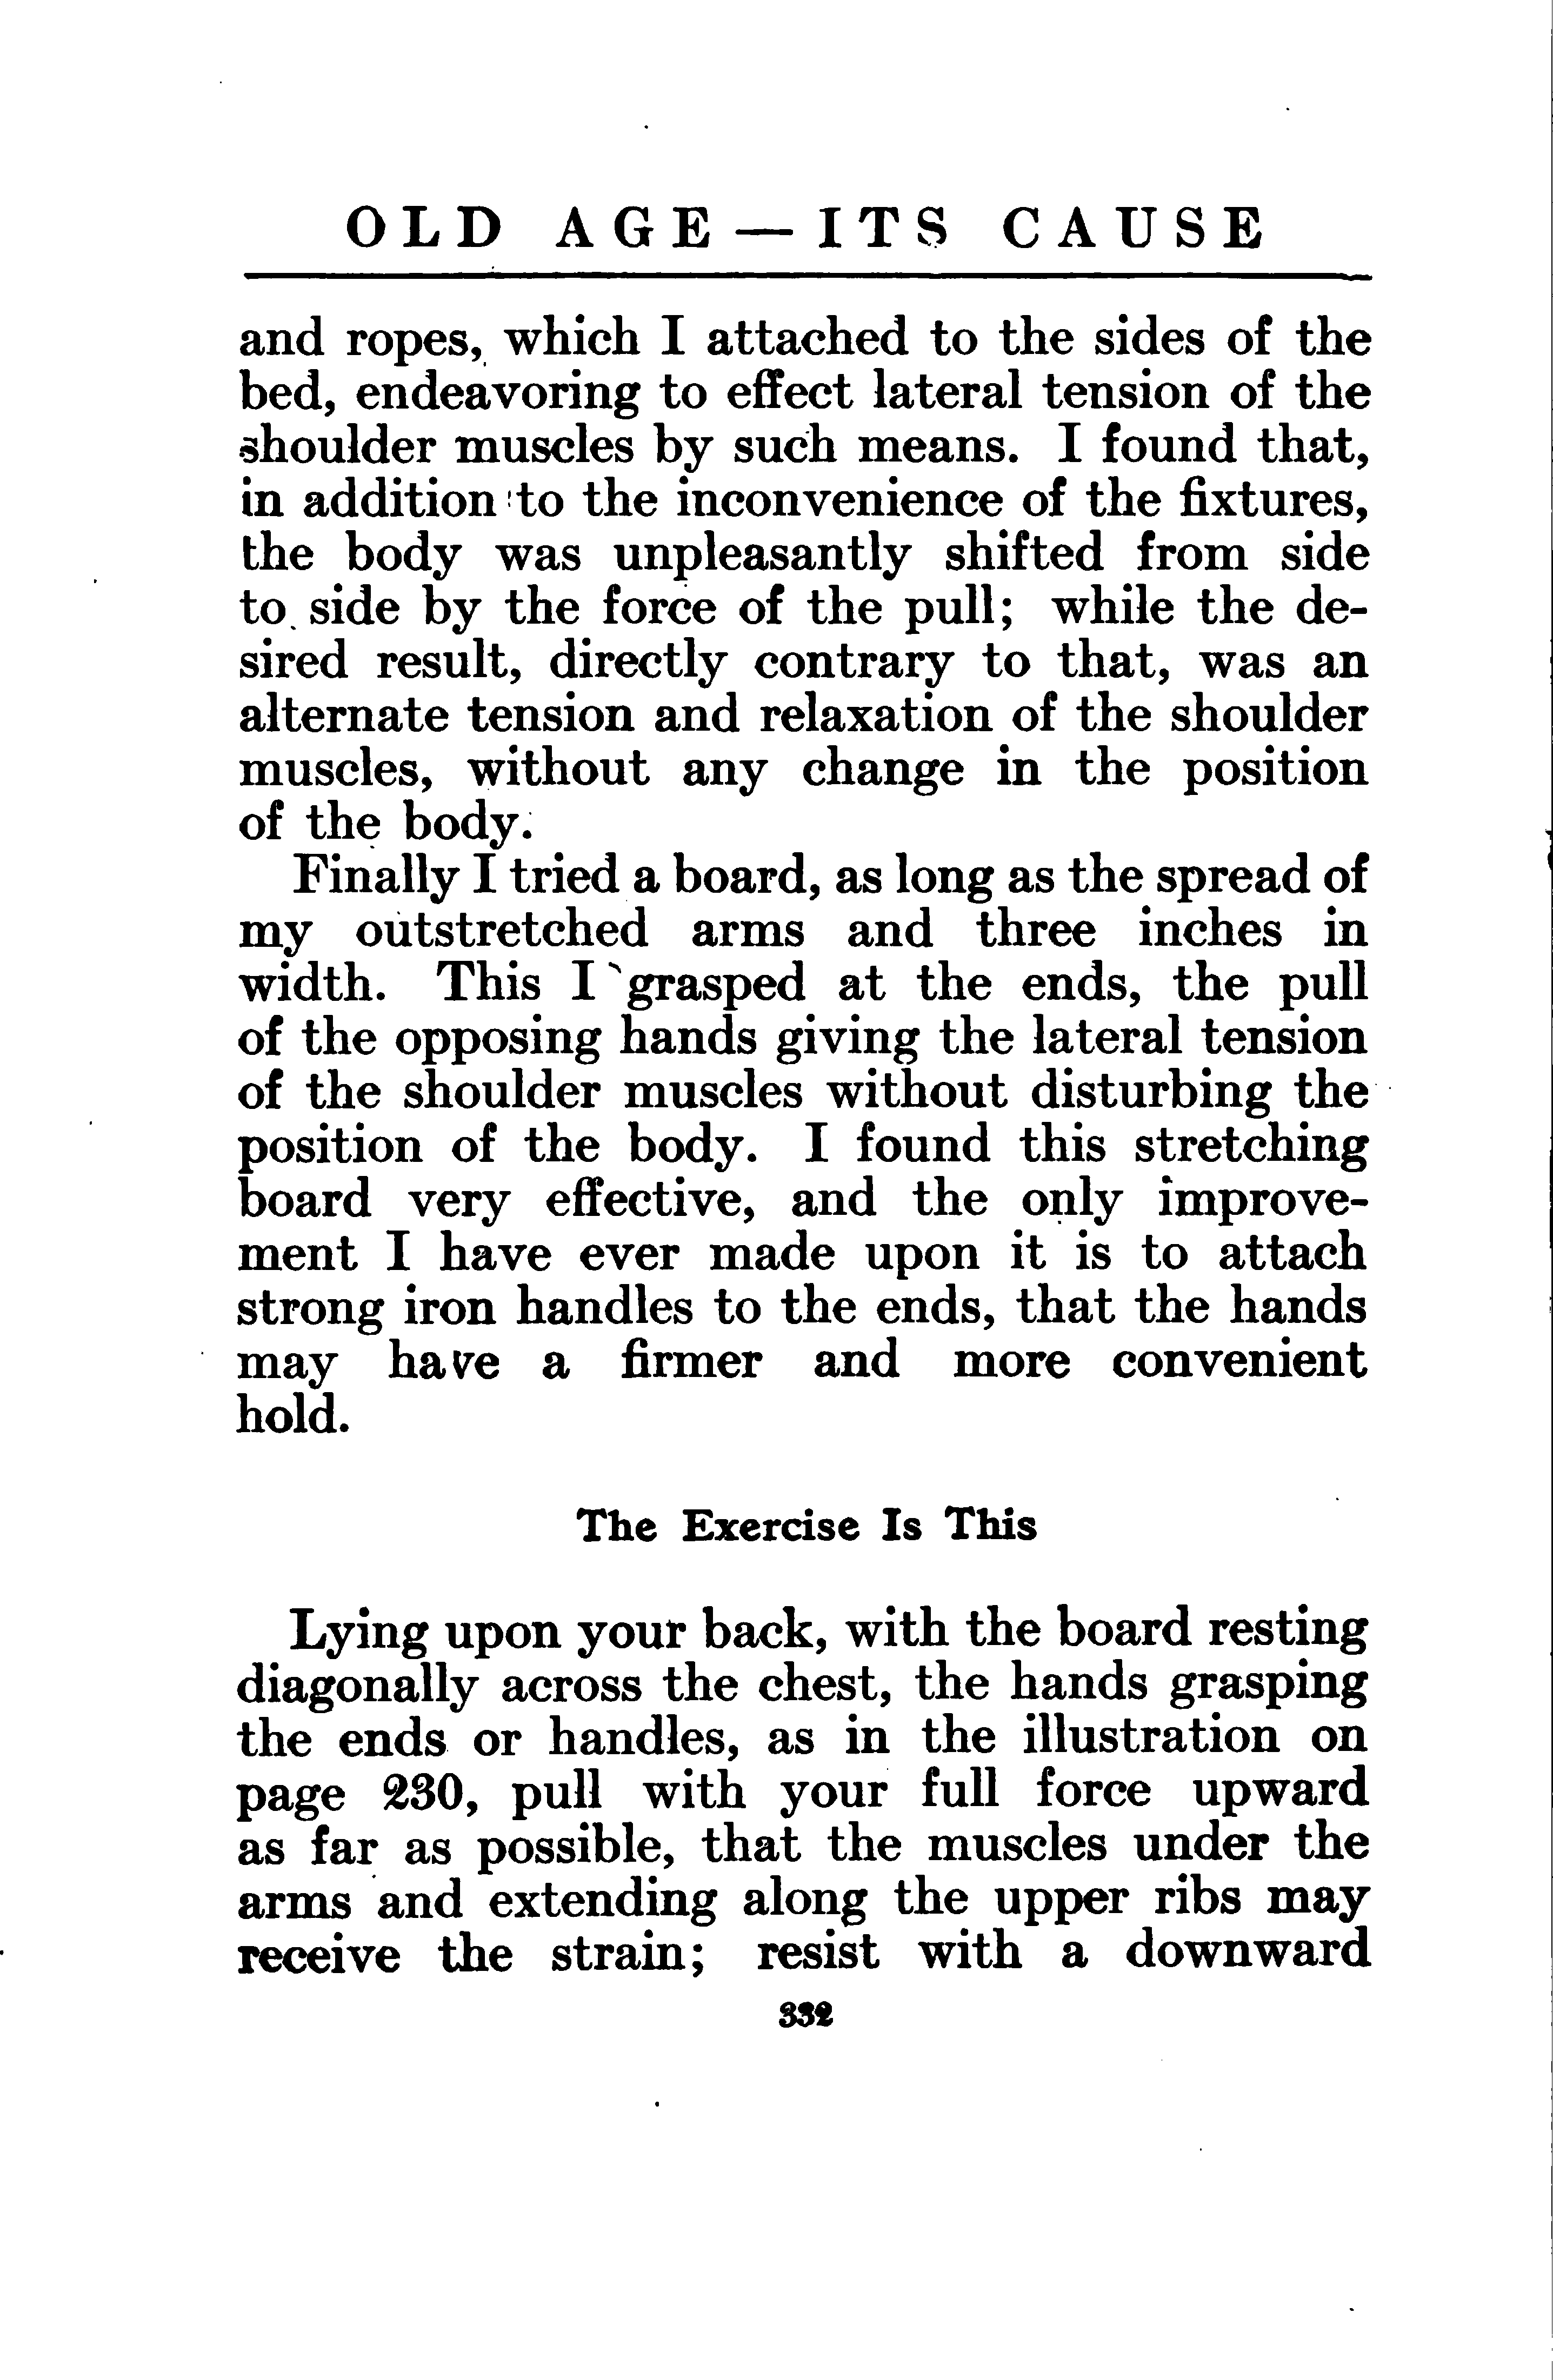 OLD AGE — ITS CAUSE
and ropes, which I attached to the sides of the
bed, endeavoring to effect lateral tension of the
shoulder muscles by such means. I found that,
in addition to the inconvenience of the fixtures,
the body was unpleasantly shifted from side
to side by the force of the pull; while the de-
sired result, directly contrary to that, was an
alternate tension and relaxation of the shoulder
muscles, without any change in the position
of the body.
Finally I tried a board, as long as the spread of
my outstretched arms and three inches in
width. This I grasped at the ends, the pull
of the opposing hands giving the lateral tension
of the shoulder muscles without disturbing the
position of the body. I found this stretching
board very effective, and the only improve-
ment I have ever made upon it is to attach
strong iron handles to the ends, that the hands
may have a firmer and more convenient
hold.
The Exercise Is This
Lying upon your back, with the board resting
diagonally across the chest, the hands grasping
the ends or handles, as in the illustration on
page 230, pull with your full force upward
as far as possible, that the muscles under the
arms and extending along the upper ribs may
receive the strain; resist with a downward
332